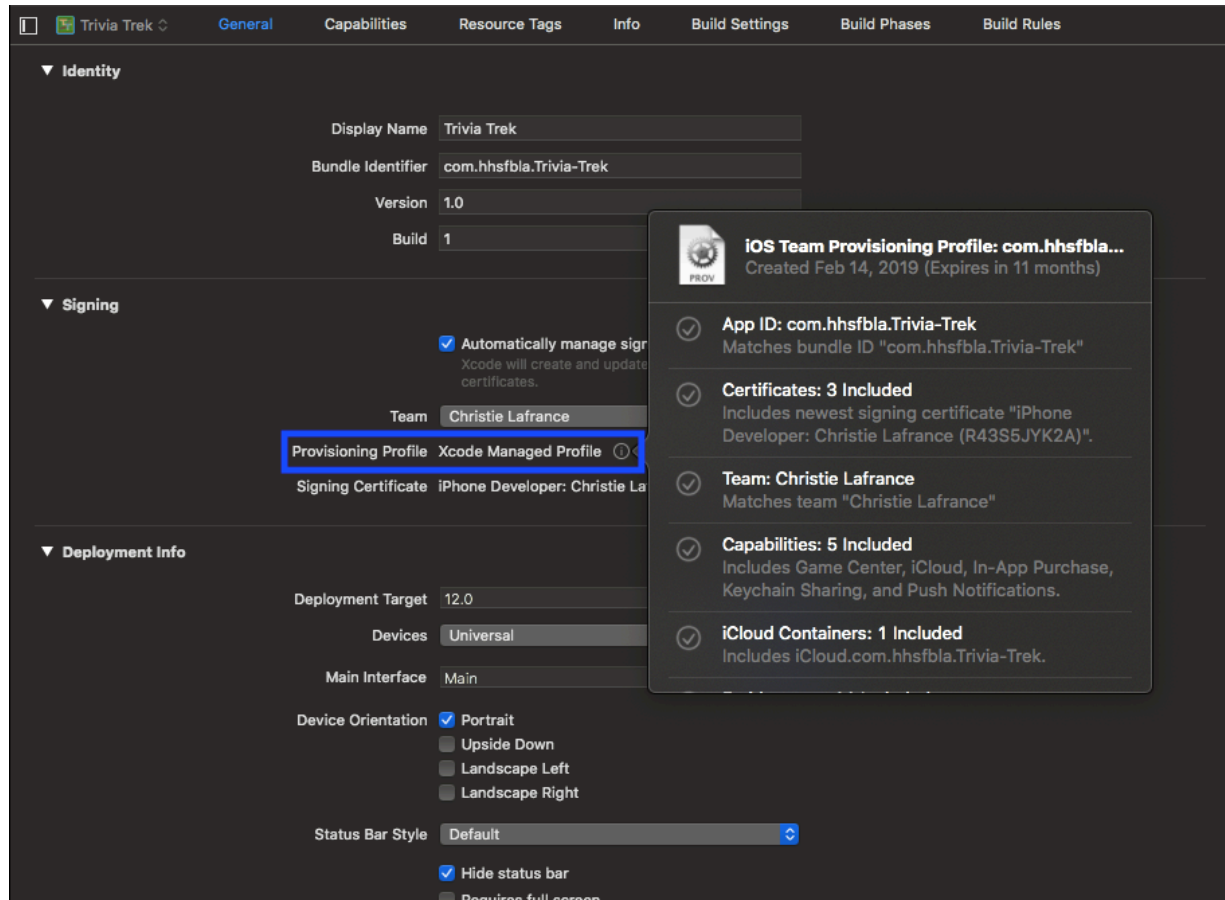 Trivia Trek General Capabilities Resource Tags Info Build Settings Build Phases Build Rules
Identity
Display Name Trivia Trek
Bundle Identifier com.hhsfbla.Trivia-Trek
Version 1.0
Build 1
Signing
Automatically manage sign
Xcode will create and update
certificates.
Team Christie Lafrance
Provisioning Profile Xcode Managed Profile
Signing Certificate iPhone Developer: Christie La
PROV
iOS Team Provisioning Profile: com.hhsfbla...
Created Feb 14, 2019 (Expires in 11 months)
App ID: com.hhsfbla.Trivia-Trek
Matches bundle ID "com.hhsfbla.Trivia-Trek"
Certificates: 3 Included
Includes newest signing certificate "iPhone
Developer: Christie Lafrance (R43S5JYK2A)".
Team: Christie Lafrance
Matches team "Christie Lafrance"
Capabilities: 5 Included
Includes Game Center, iCloud, In-App Purchase,
Keychain Sharing, and Push Notifications.
iCloud Containers: 1 Included
Includes iCloud.com.hhsfbla.Trivia-Trek.
Deployment Info
Deployment Target 12.0
Devices Universal
Main Interface Main
Device Orientation Portrait
Upside Down
Landscape Left
Landscape Right
Status Bar Style Default
Hide status bar
Requires full screen